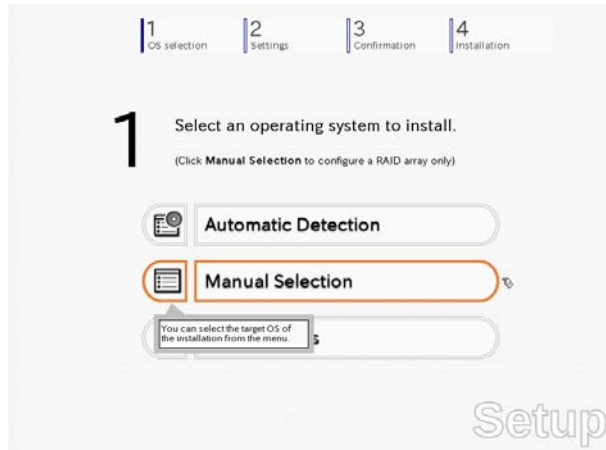 1
OS selection
2
Settings
3
Confirmation
4
Installation
1
Select an operating system to install.
(Click Manual Selection to configure a RAID array only)
Automatic Detection
Manual Selection
You can select the target OS of
the installation from the menu.
Setup